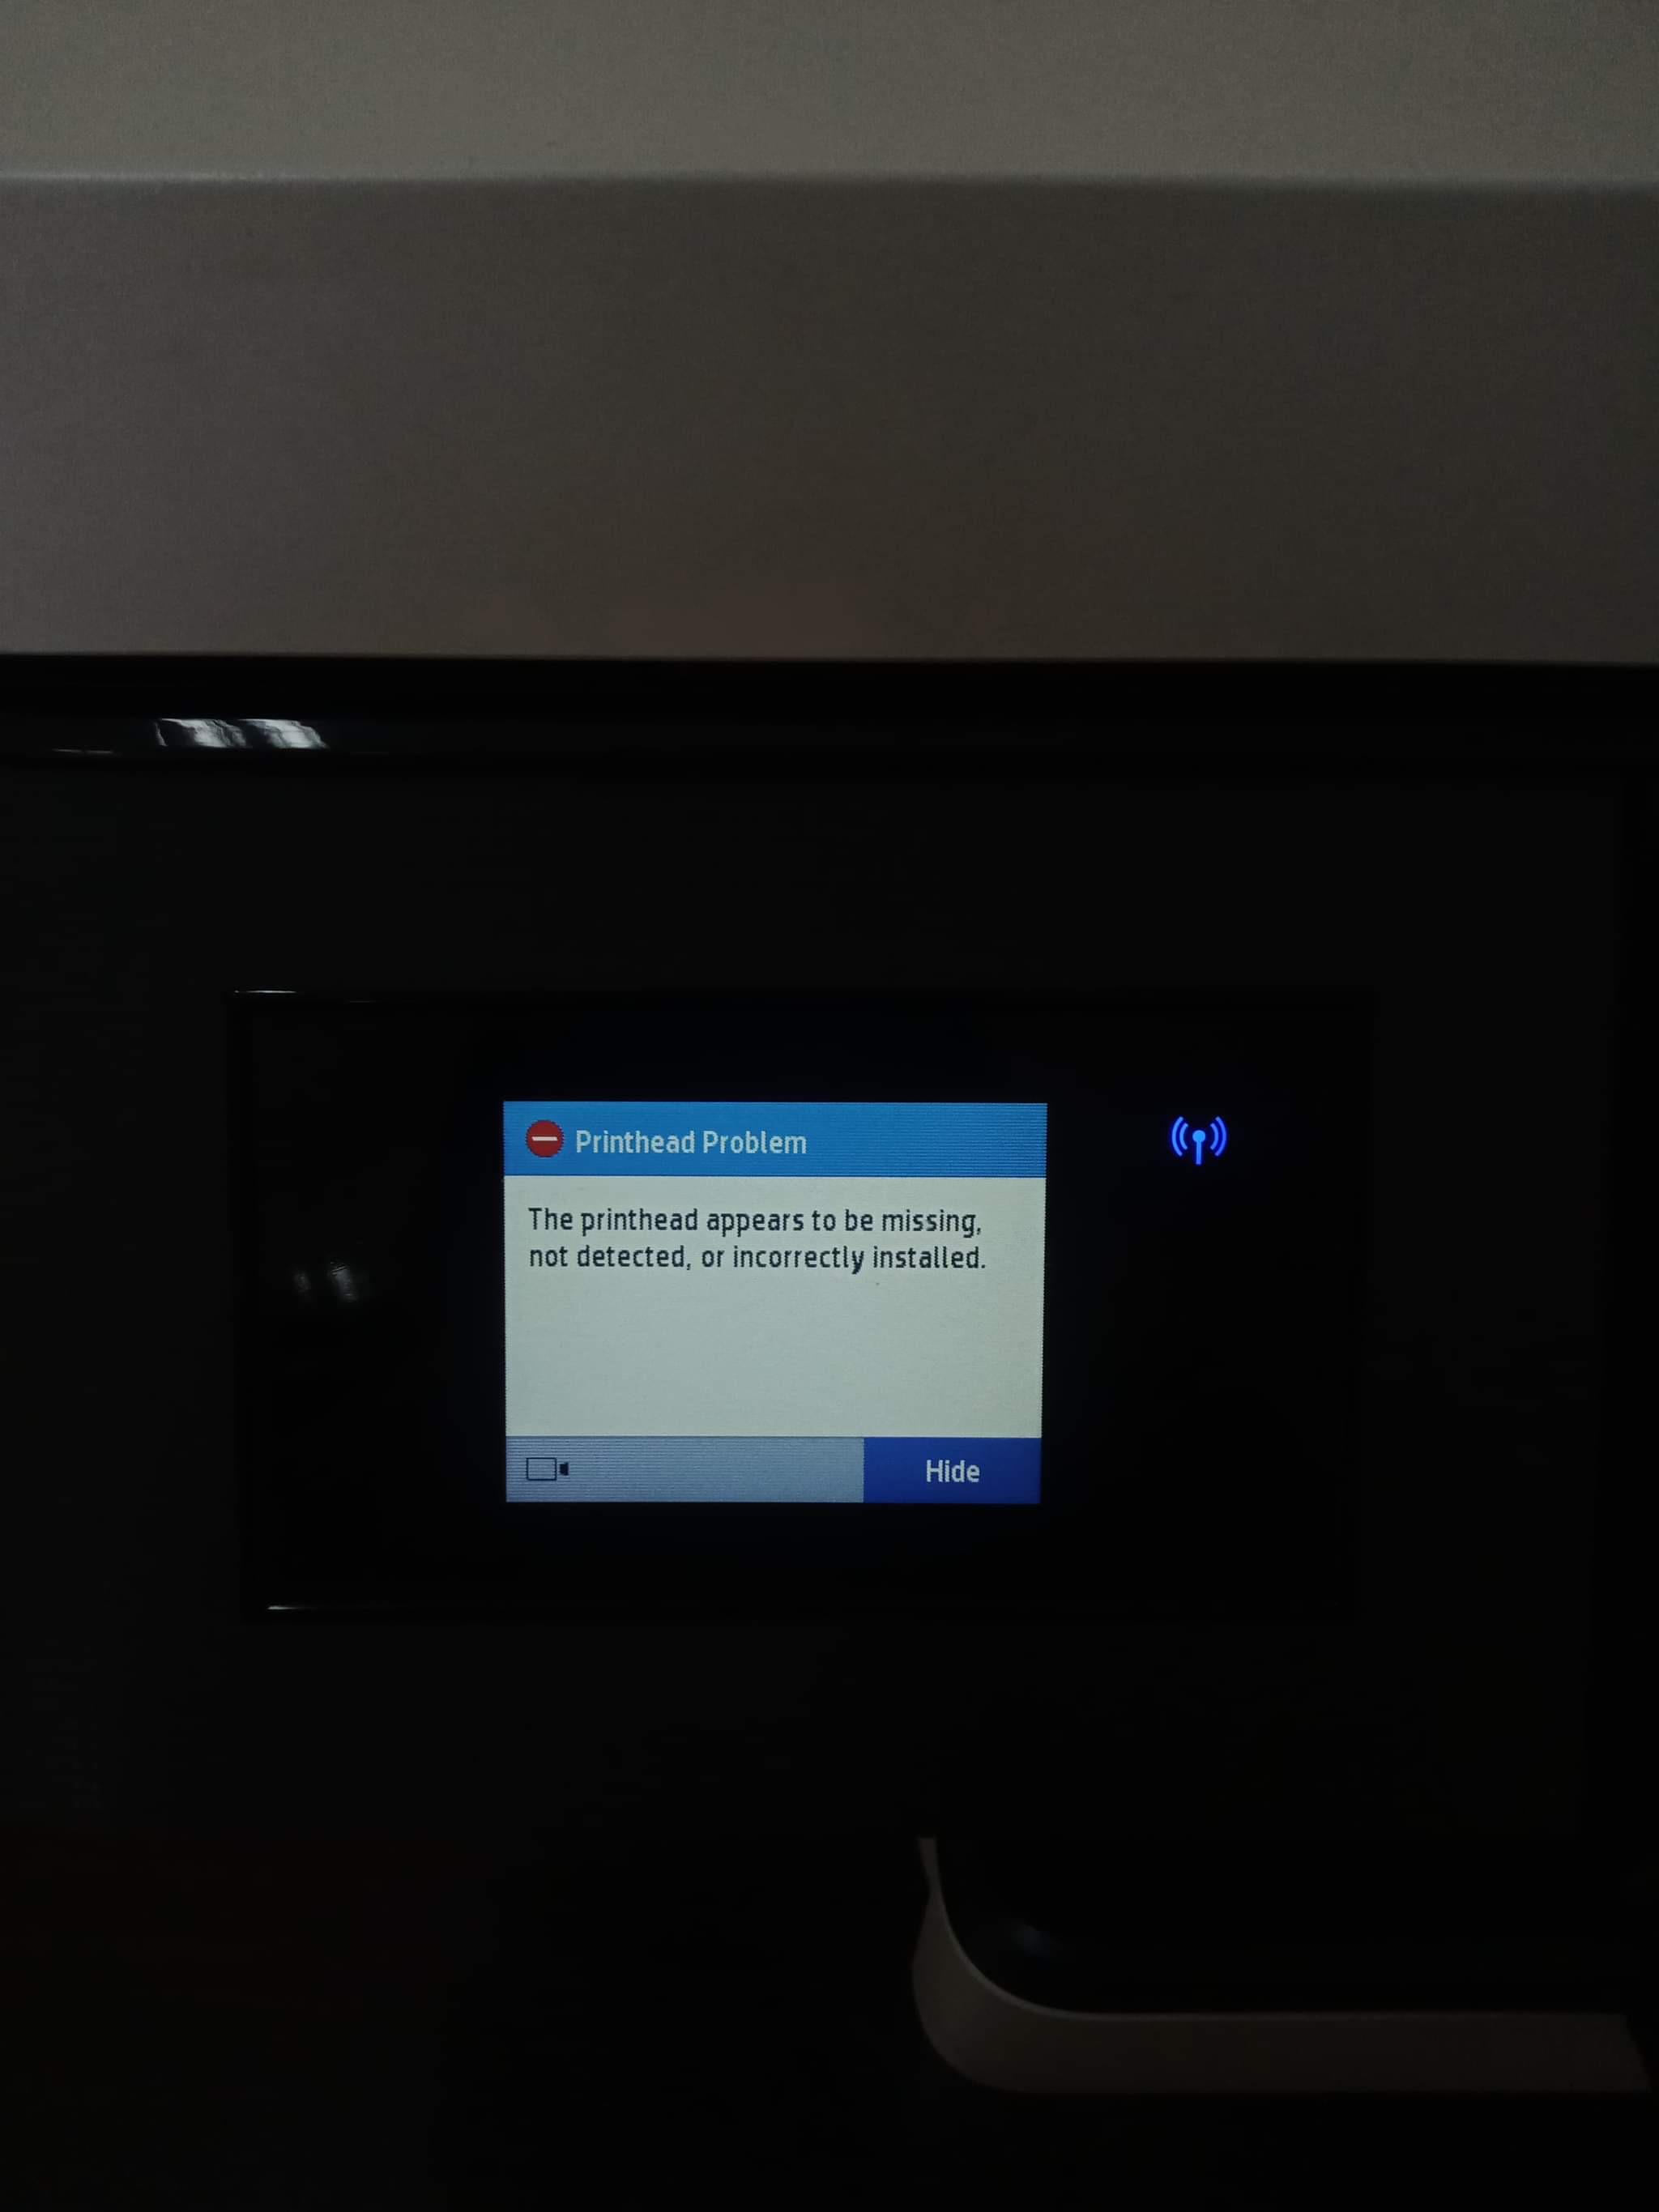 Printhead Problem
The printhead appears to be missing,
not detected, or incorrectly installed.
Hide